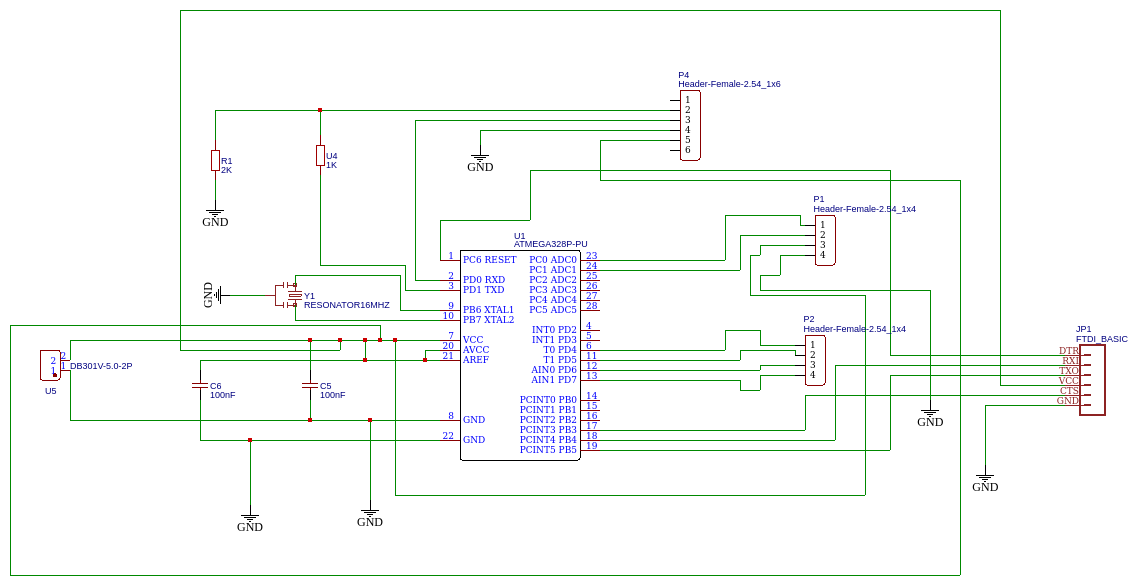 P4
Header-Female-2.54_1x6
1
2
3
4
5
6
R1
2K
GND
U4
1K
GND
P1
Header-Female-2.54_1x4
1
2
3
4
U1
ATMEGA328P-PU
1 PC6 RESET PC0 ADC0 23
PC1 ADC1 24
2 PD0 RXD PC2 ADC2 25
3 PD1 TXD PC3 ADC3 26
PC4 ADC4 27
9 PB6 XTAL1 PC5 ADC5 28
10 PB7 XTAL2
INT0 PD2 4
7 VCC INT1 PD3 5
20 AVCC T0 PD4 6
21 AREF T1 PD5 11
AIN0 PD6 12
AIN1 PD7 13
PCINT0 PB0 14
PCINT1 PB1 15
8 GND PCINT2 PB2 16
PCINT3 PB3 17
22 GND PCINT4 PB4 18
PCINT5 PB5 19
GND
Y1
RESONATOR16MHZ
P2
Header-Female-2.54_1x4
1
2
3
4
JP1
FTDI_BASIC
DTR
RXI
TXO
VCC
CTS
GND
2 2
1 1
DB301V-5.0-2P
U5
C6
100nF
C5
100nF
GND
GND
GND
GND